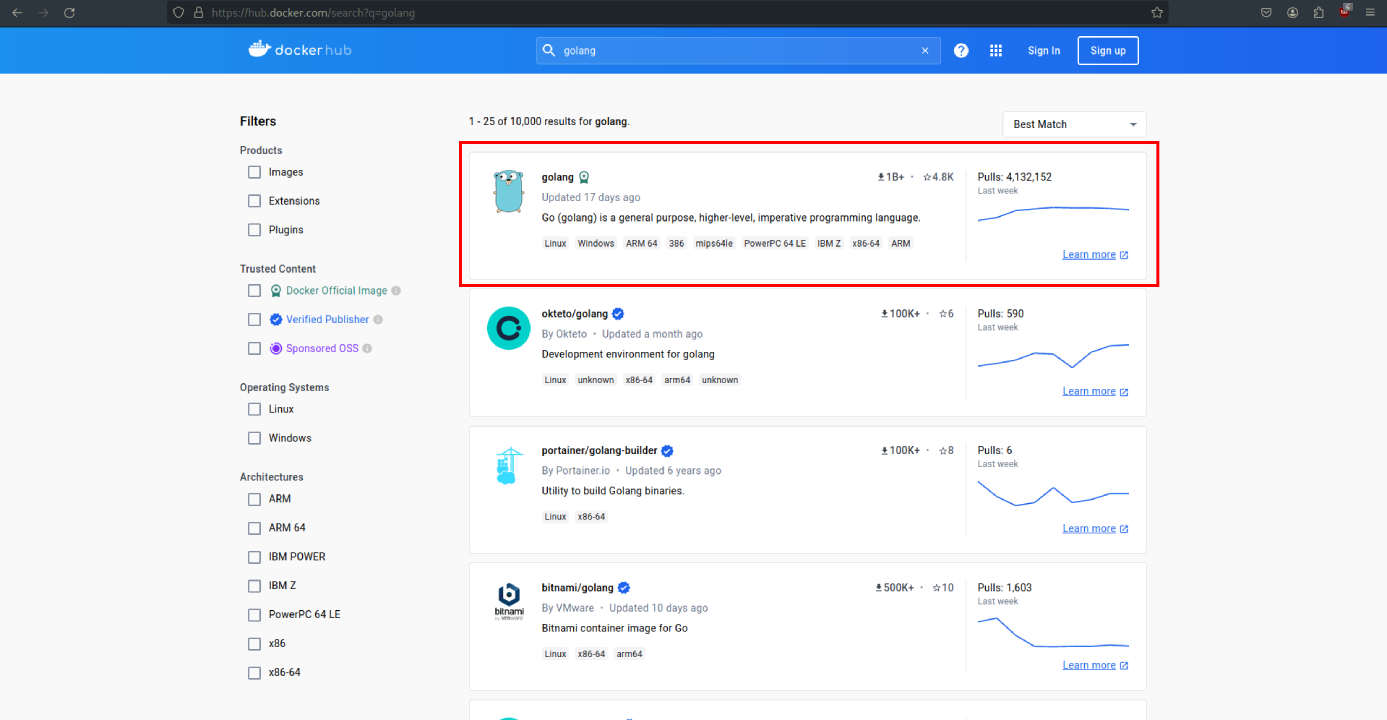 https://hub.docker.com/search?q=golang
6
dockerhub
golang
?
Sign In
Sign up
Filters
Products
Images
Extensions
Plugins
Trusted Content
Docker Official Image
Verified Publisher
Sponsored OSS
Operating Systems
Linux
Windows
Architectures
ARM
ARM 64
IBM POWER
IBM Z
PowerPC 64 LE
x86
x86-64
1 - 25 of 10,000 results for golang.
Best Match
golang
1B+ • 4.8K
Updated 17 days ago
Go (golang) is a general purpose, higher-level, imperative programming language.
Linux Windows ARM 64 386 mips64le PowerPC 64 LE IBM Z x86-64 ARM
Pulls: 4,132,152
Last week
Learn more
okteto/golang
100K+ • 6
By Okteto • Updated a month ago
Development environment for golang
Linux unknown x86-64 arm64 unknown
Pulls: 590
Last week
Learn more
portainer/golang-builder
100K+ • 8
By Portainer.io • Updated 6 years ago
Utility to build Golang binaries.
Linux x86-64
Pulls: 6
Last week
Learn more
bitnami
by vmware
bitnami/golang
500K+ • 10
By VMware • Updated 10 days ago
Bitnami container image for Go
Linux x86-64 arm64
Pulls: 1,603
Last week
Learn more